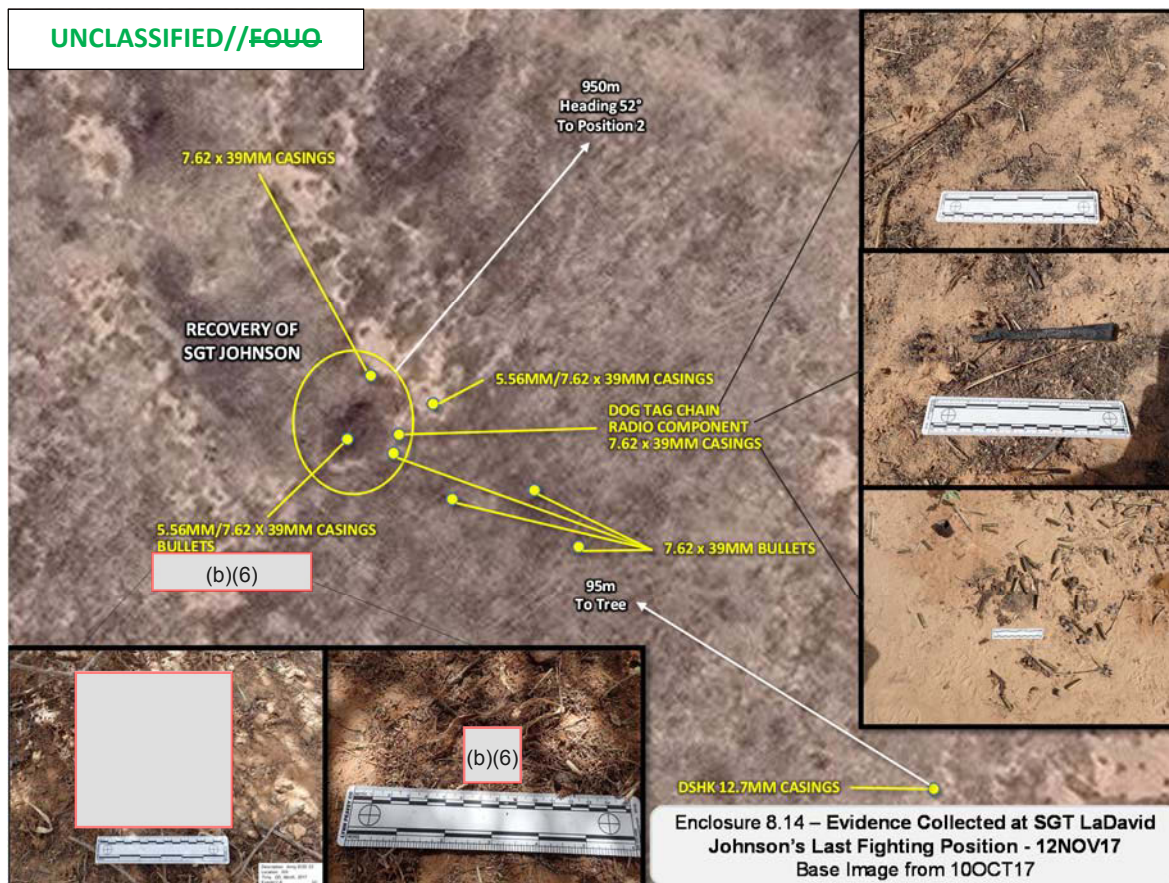 UNCLASSIFIED//FOUO
950m
Heading 52°
To Position 2
7.62 x 39MM CASINGS
RECOVERY OF
SGT JOHNSON
5.56MM/7.62 x 39MM CASINGS
DOG TAG CHAIN
RADIO COMPONENT
7.62 x 39MM CASINGS
5.56MM/7.62 X 39MM CASINGS
BULLETS
(b)(6)
7.62 x 39MM BULLETS
95m
To Tree
(b)(6)
DSHK 12.7MM CASINGS
Enclosure 8.14 – Evidence Collected at SGT LaDavid
Johnson's Last Fighting Position - 12NOV17
Base Image from 10OCT17